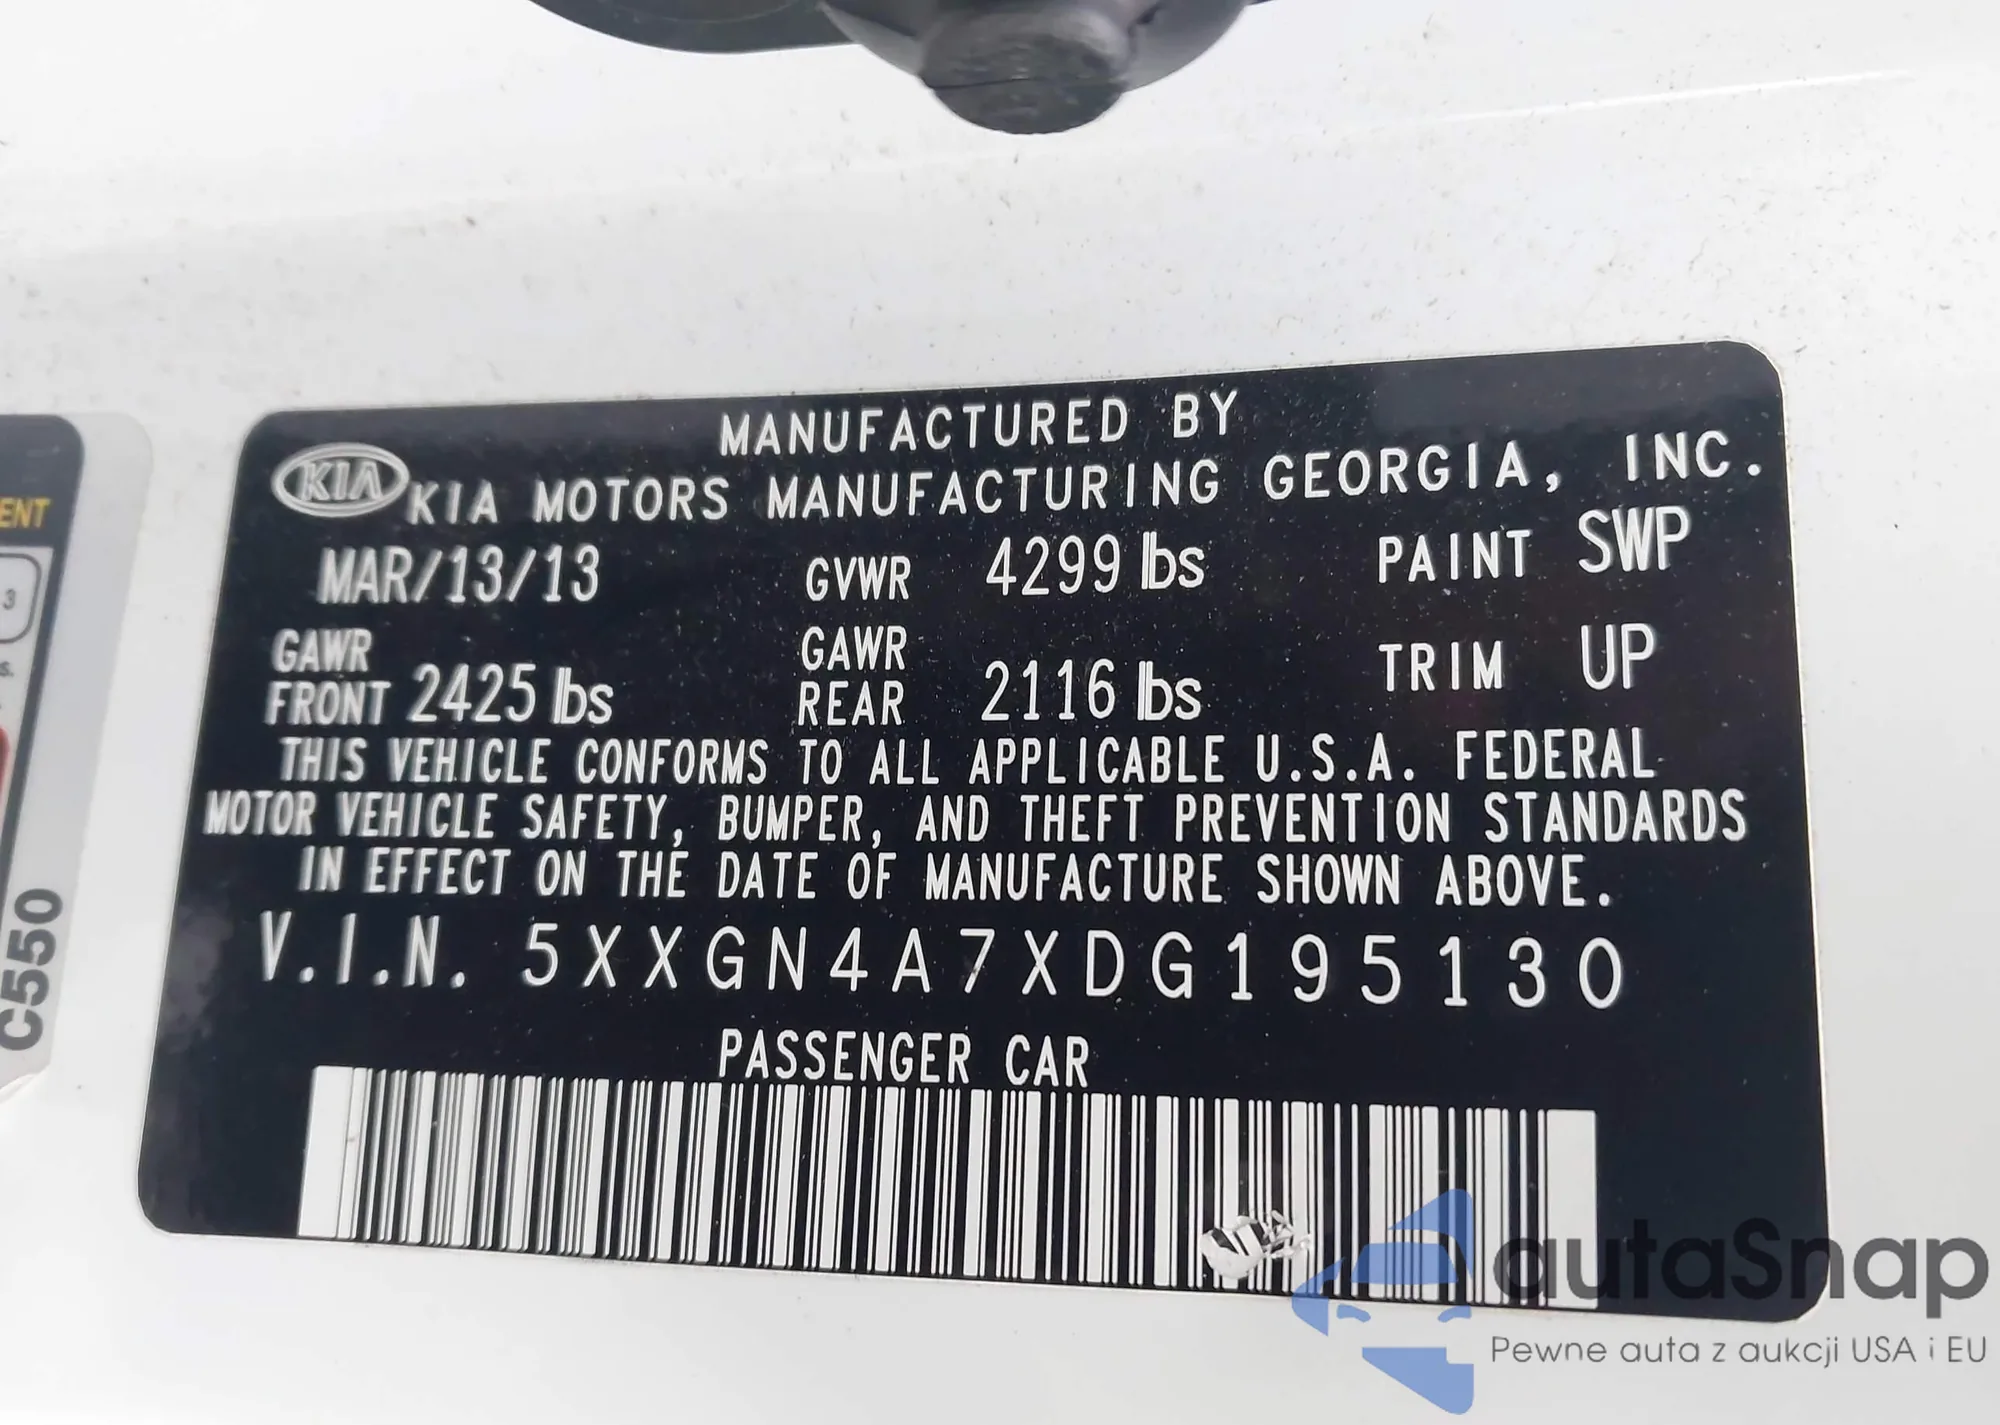 MANUFACTURED BY
KIA KIA MOTORS MANUFACTURING GEORGIA, INC.
MAR/13/13 GVWR 4299 lbs PAINT SWP
GAWR FRONT 2425 lbs GAWR REAR 2116 lbs TRIM UP
THIS VEHICLE CONFORMS TO ALL APPLICABLE U.S.A. FEDERAL
MOTOR VEHICLE SAFETY, BUMPER, AND THEFT PREVENTION STANDARDS
IN EFFECT ON THE DATE OF MANUFACTURE SHOWN ABOVE.
V.I.N. 5XXGN4A7XDG195130
PASSENGER CAR
ENT
3
s.
C550
autaSnap
Pewne auta z aukcji USA i EU